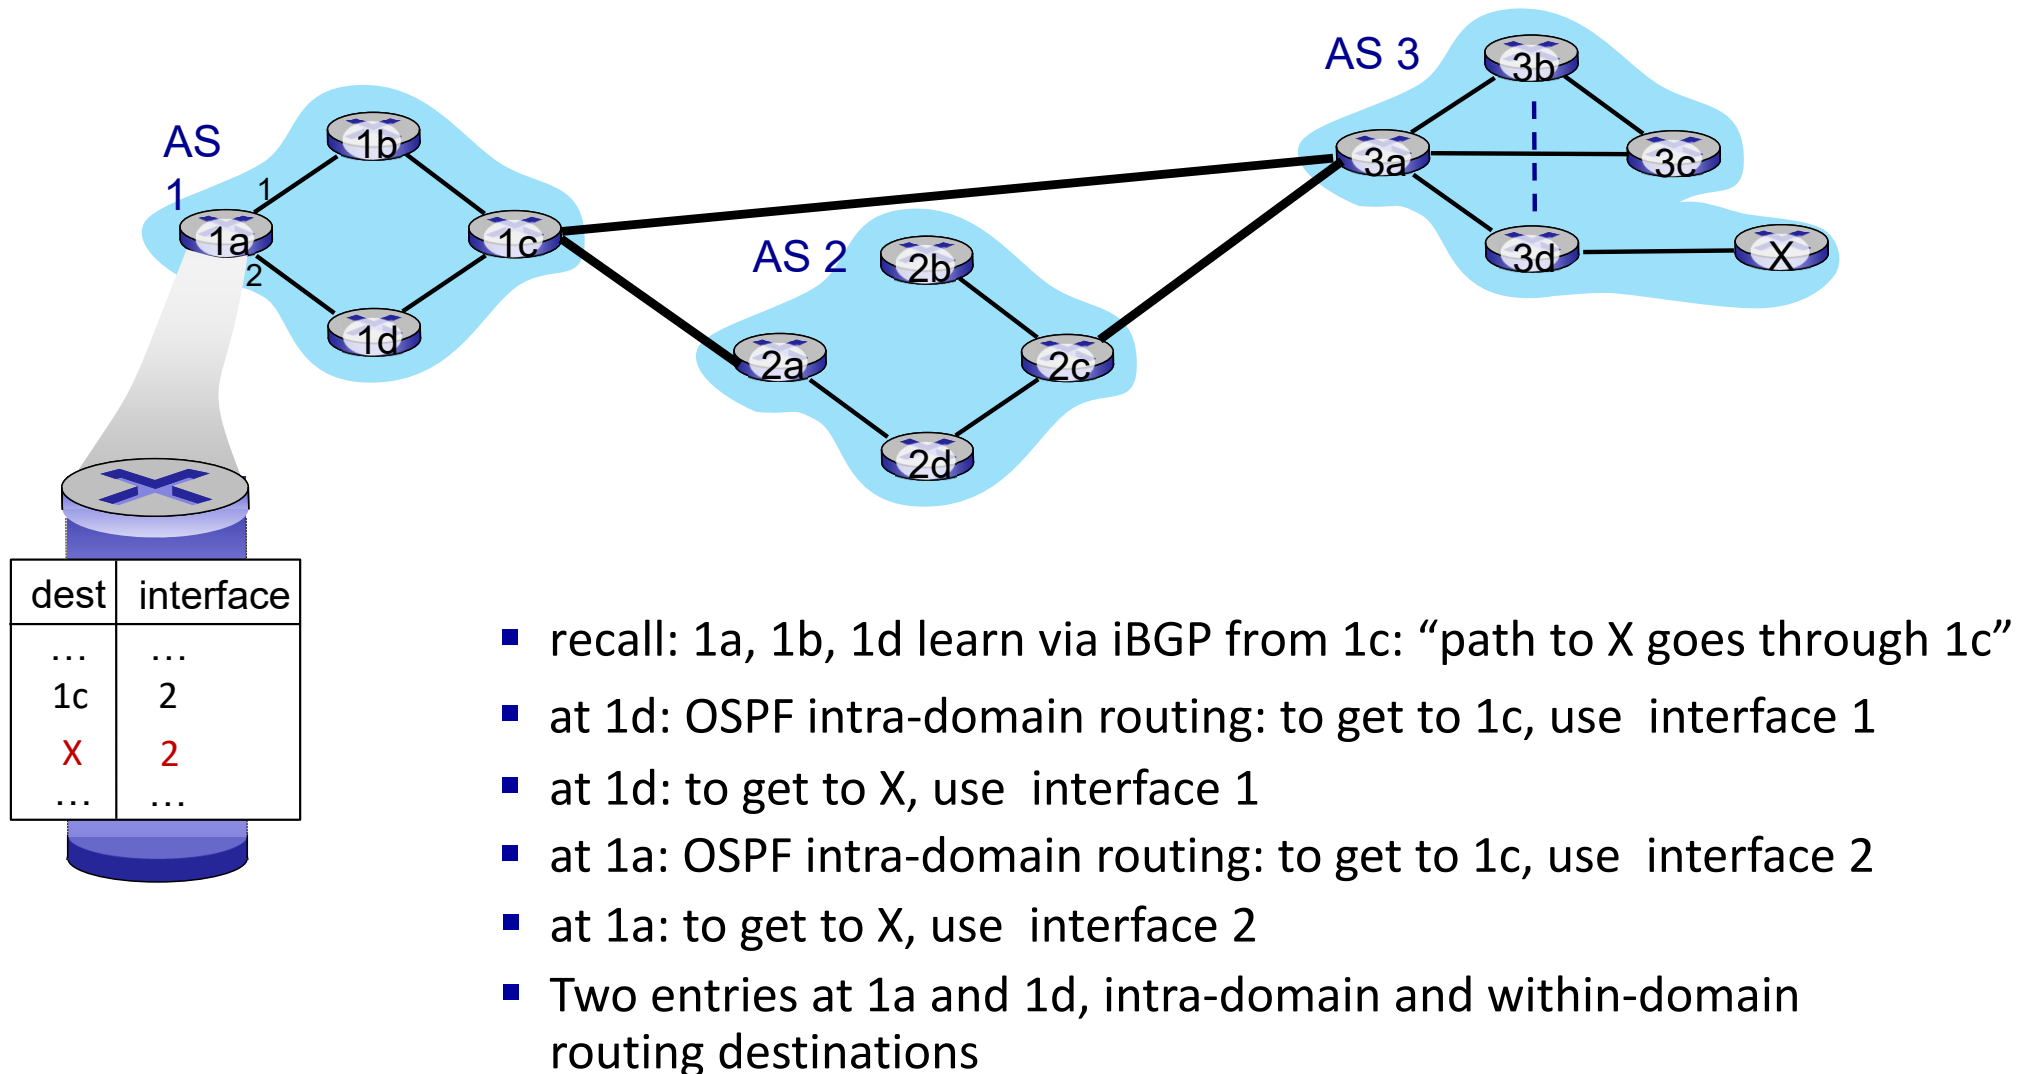 AS 3
3b
3a
3c
3d
X
AS
1
1b
1
1a
1c
2
1d
AS 2
2b
2a
2c
2d
dest interface
… …
1c 2
X 2
… …
recall: 1a, 1b, 1d learn via iBGP from 1c: “path to X goes through 1c”
at 1d: OSPF intra-domain routing: to get to 1c, use interface 1
at 1d: to get to X, use interface 1
at 1a: OSPF intra-domain routing: to get to 1c, use interface 2
at 1a: to get to X, use interface 2
Two entries at 1a and 1d, intra-domain and within-domain
routing destinations